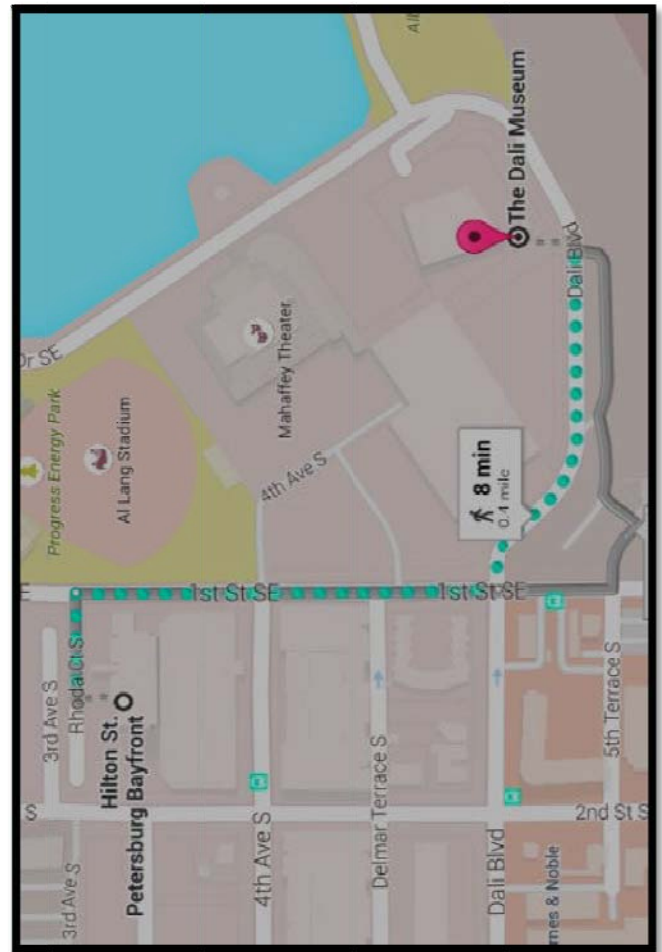 Dr SE
Progress Energy Park
Al Lang Stadium
Mahaffey Theater
The Dali Museum
Dali Blvd
4th Ave S
8 min
0.4 mile
E
1st St SE
1st St SE
3rd Ave S
Rhoda Ct S
Hilton St.
Petersburg Bayfront
S
2nd St S
3rd Ave S
4th Ave S
Delmar Terrace S
Dali Blvd
5th Terrace S
rnes & Noble